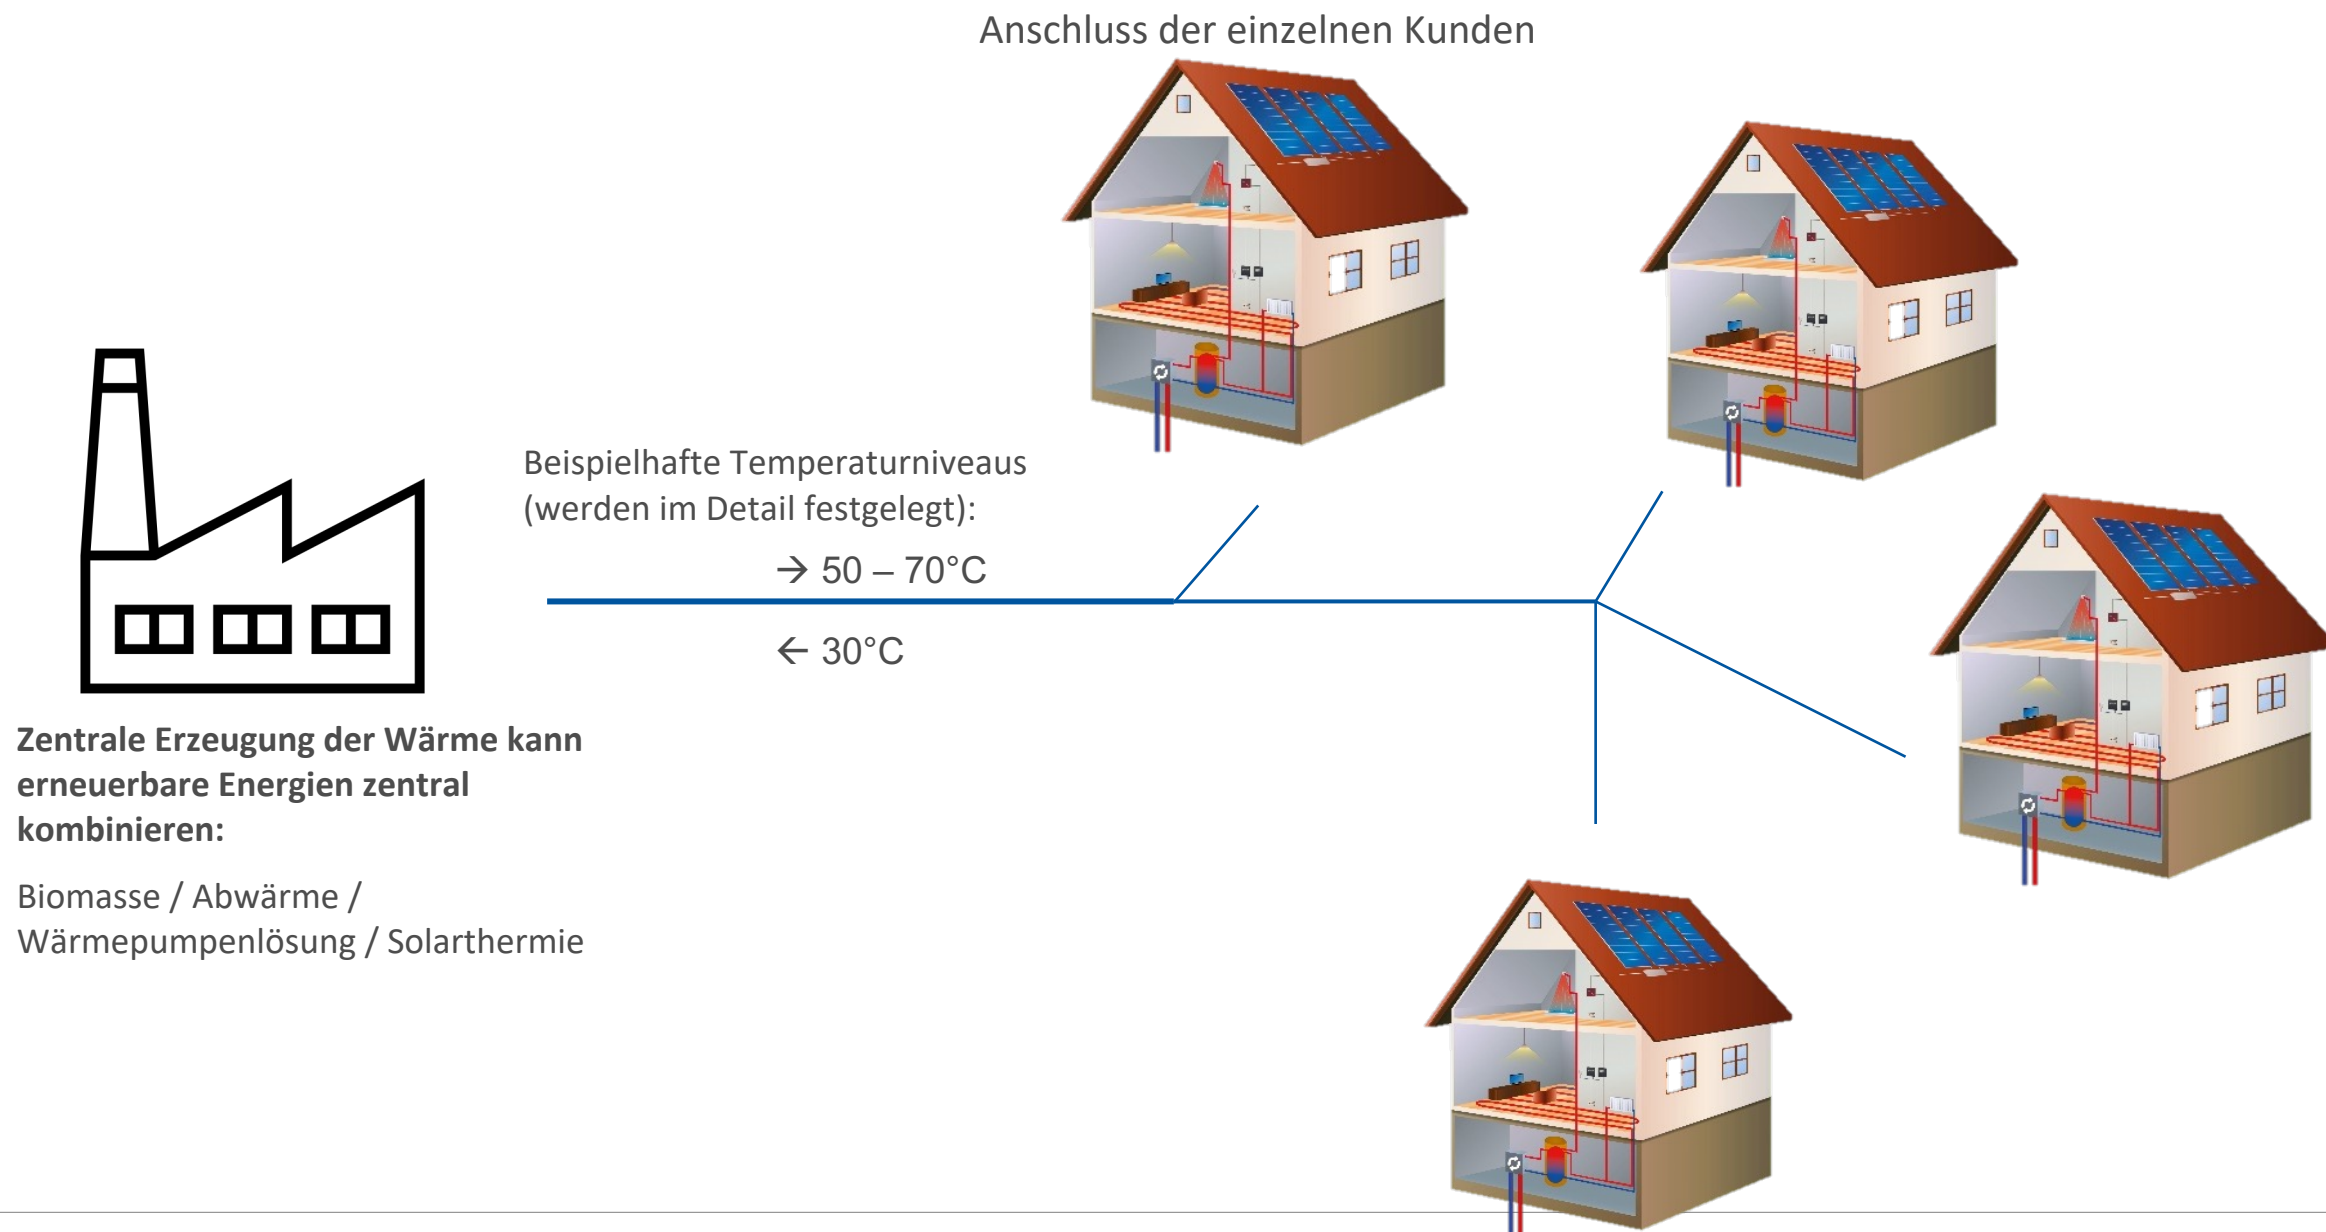 Anschluss der einzelnen Kunden
Beispielhafte Temperaturniveaus
(werden im Detail festgelegt):
→ 50 – 70°C
← 30°C
Zentrale Erzeugung der Wärme kann
erneuerbare Energien zentral
kombinieren:
Biomasse / Abwärme /
Wärmepumpenlösung / Solarthermie